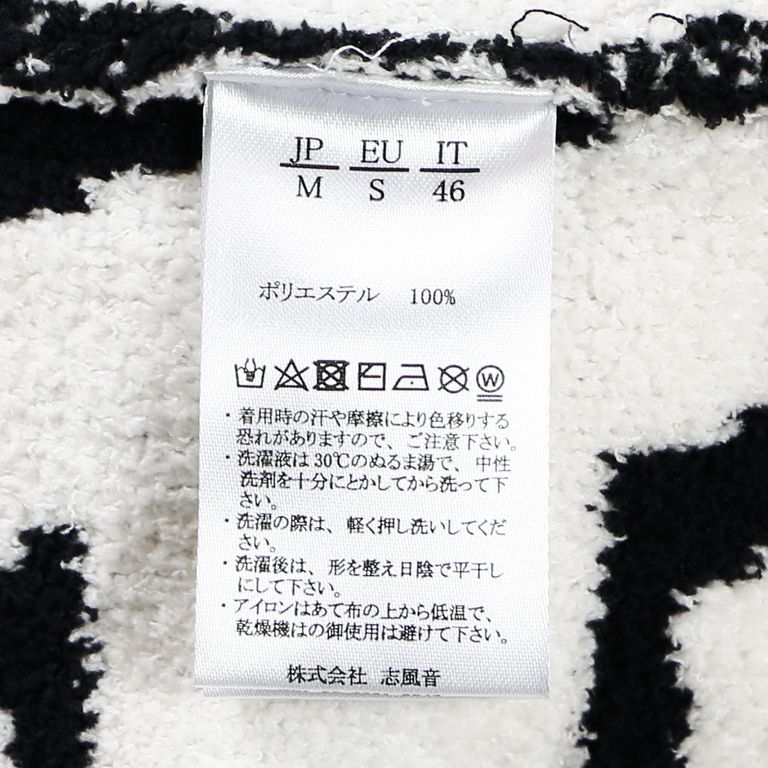 JP EU IT
M S 46
ポリエステル 100%
W
・着用時の汗や摩擦により色移りする
恐れがありますので、ご注意下さい。
・洗濯液は30℃のぬるま湯で、中性
洗剤を十分にとかしてから洗って下
さい。
・洗濯の際は、軽く押し洗いしてくだ
さい。
・洗濯後は、形を整え日陰で平干し
にして下さい。
・アイロンはあて布の上から低温で、
乾燥機はの御使用は避けて下さい。
株式会社 志風音